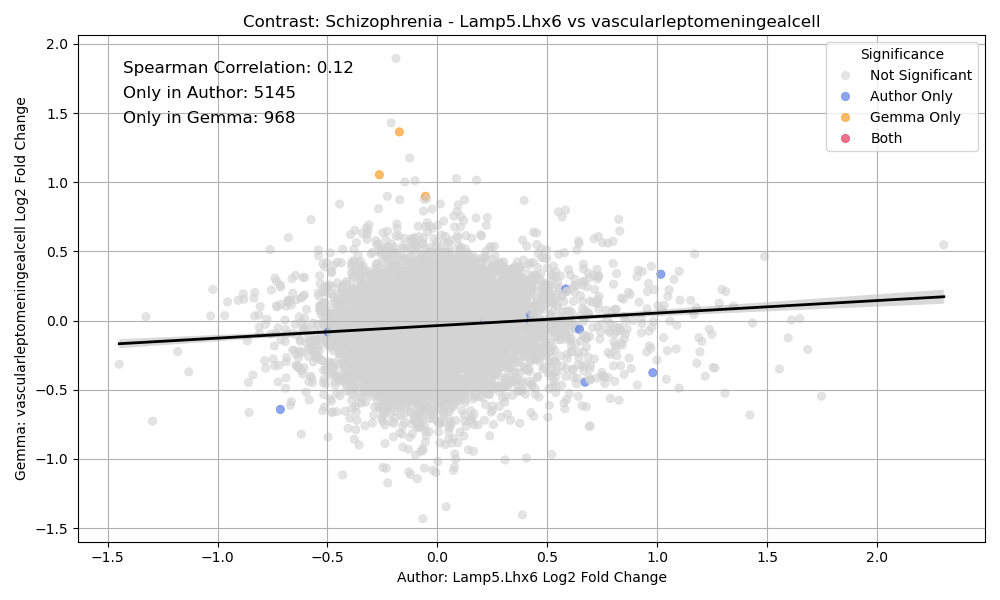 Contrast: Schizophrenia - Lamp5.Lhx6 vs vascularleptomeningealcell
Spearman Correlation: 0.12
Only in Author: 5145
Only in Gemma: 968
Significance
Not Significant
Author Only
Gemma Only
Both
Gemma: vascularleptomeningealcell Log2 Fold Change
2.0
1.5
1.0
0.5
0.0
−0.5
−1.0
−1.5
−1.5 −1.0 −0.5 0.0 0.5 1.0 1.5 2.0
Author: Lamp5.Lhx6 Log2 Fold Change